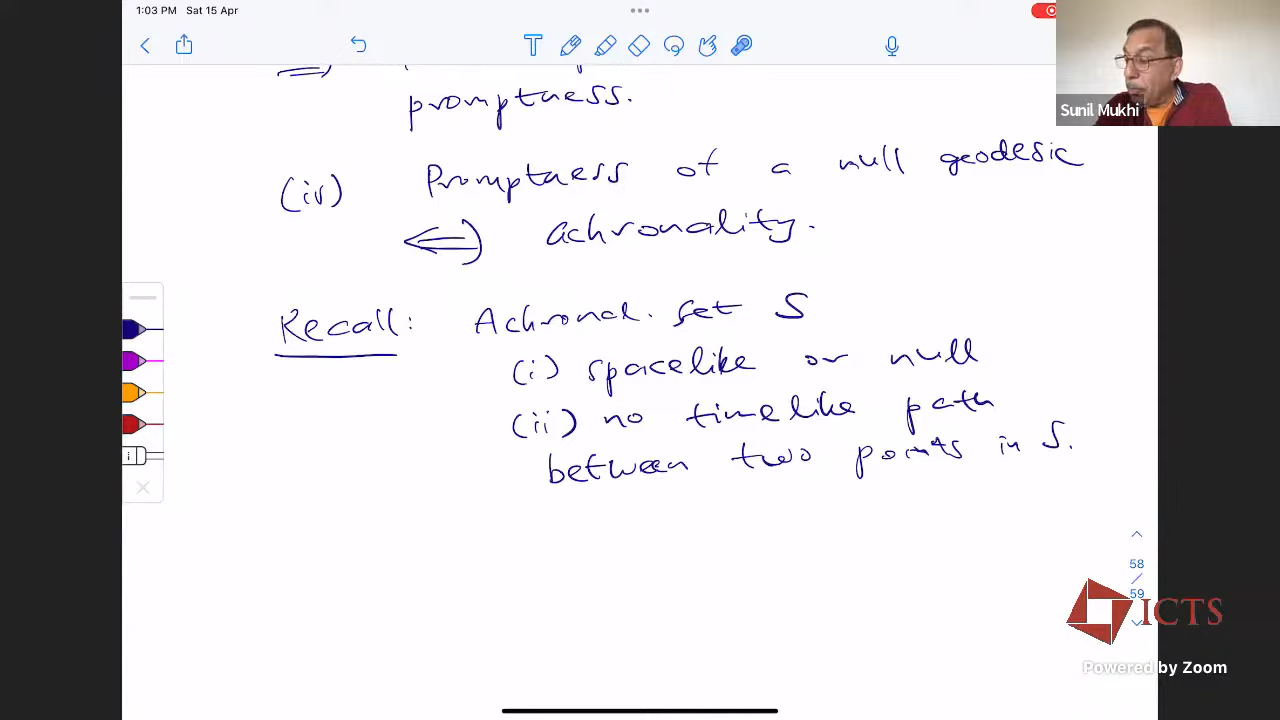 1:03 PM Sat 15 Apr
Sunil Mukhi
promptness.
(iv) Promptness of a null geodesic
⇐⇒ achronality.
Recall: Achronal. set S
(i) spacelike or null
(ii) no timelike path
between two points in S.
58
/
59
ICTS
Powered by Zoom